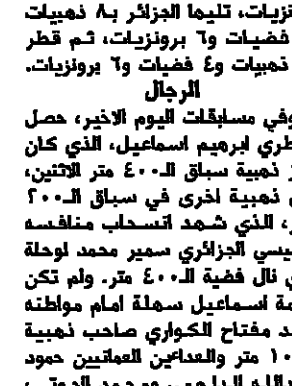 نزيات، تليها الجزائر بـ٨ ذهبيات
فضيات و٦ برونزيات، ثم قطر
ذهبيات و٤ فضيات و٦ برونزيات.
الرجال
وفي مسابقات اليوم الاخير، حصل
طري ابرهيم اسماعيل، الذي كان
ذهبية سباق الـ٤٠٠ متر الاثنين،
ذهبية اخرى في سباق الـ٢٠٠
، الذي شهد انسحاب منافسه
يسي الجزائري سمير محمد لوحلة
ي نال فضية الـ٤٠٠ متر. ولم تكن
مة اسماعيل سهلة امام مواطنه
د مفتاح الكواري صاحب ذهبية
١٠ متر والعداءين العمانيين حمود